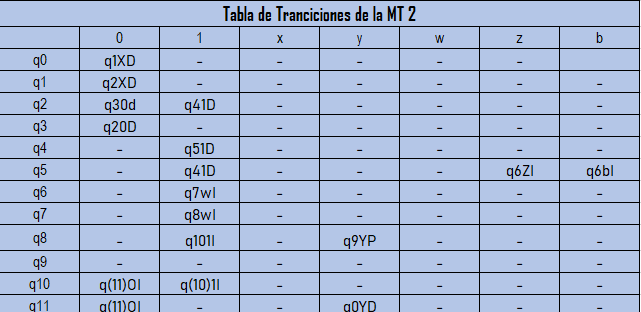 Tabla de Tranciciones de la MT 2
0 1 x y w z b
q0 q1XD - - - - -
q1 q2XD - - - - - -
q2 q30d q41D - - - - -
q3 q20D - - - - - -
q4 - q51D - - - - -
q5 - q41D - - - q6ZI q6bI
q6 - q7wI - - - - -
q7 - q8wI - - - - -
q8 - q101I - q9YP - - -
q9 - - - - - - -
q10 q(11)OI q(10)1I - - - - -
q11 q(11)OI - - q0YD - - -